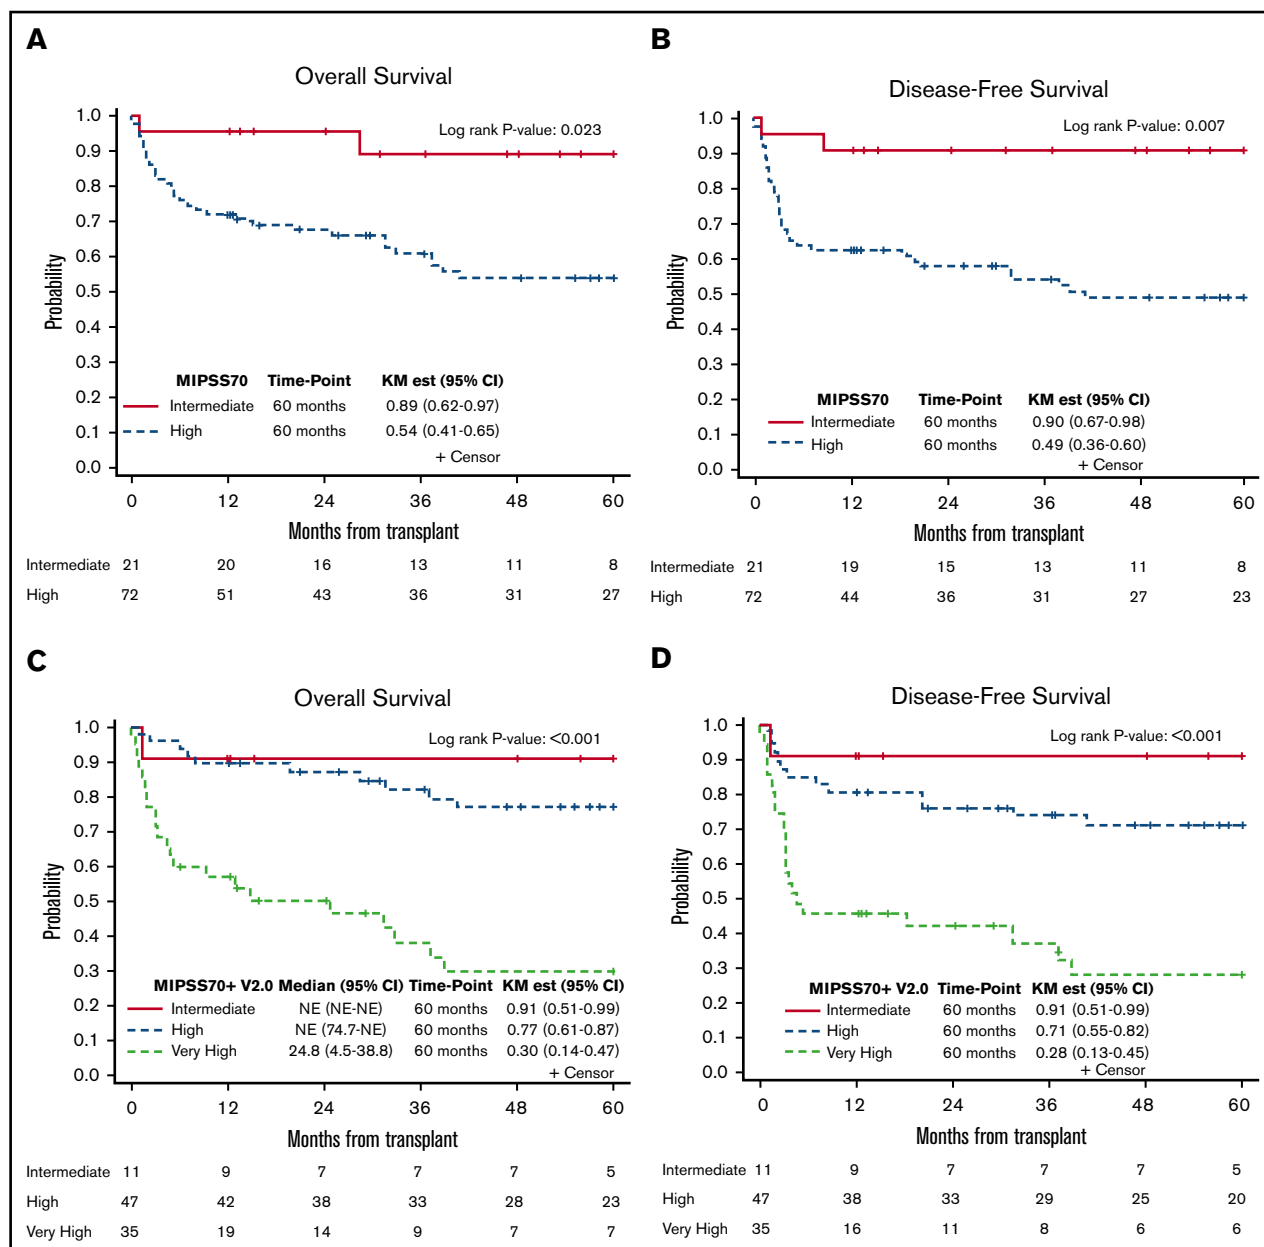 A
Overall Survival
Log rank P-value: 0.023
1.0
0.9
0.8
0.7
0.6
0.5
0.4
0.3
0.2
0.1
0.0
Probability
MIPSS70 Time-Point KM est (95% CI)
Intermediate 60 months 0.89 (0.62-0.97)
High 60 months 0.54 (0.41-0.65)
+ Censor
0 12 24 36 48 60
Months from transplant
Intermediate 21 20 16 13 11 8
High 72 51 43 36 31 27
B
Disease-Free Survival
Log rank P-value: 0.007
1.0
0.9
0.8
0.7
0.6
0.5
0.4
0.3
0.2
0.1
0.0
Probability
MIPSS70 Time-Point KM est (95% CI)
Intermediate 60 months 0.90 (0.67-0.98)
High 60 months 0.49 (0.36-0.60)
+ Censor
0 12 24 36 48 60
Months from transplant
Intermediate 21 19 15 13 11 8
High 72 44 36 31 27 23
C
Overall Survival
Log rank P-value: <0.001
1.0
0.9
0.8
0.7
0.6
0.5
0.4
0.3
0.2
0.1
0.0
Probability
MIPSS70+ V2.0 Median (95% CI) Time-Point KM est (95% CI)
Intermediate NE (NE-NE) 60 months 0.91 (0.51-0.99)
High NE (74.7-NE) 60 months 0.77 (0.61-0.87)
Very High 24.8 (4.5-38.8) 60 months 0.30 (0.14-0.47)
+ Censor
0 12 24 36 48 60
Months from transplant
Intermediate 11 9 7 7 7 5
High 47 42 38 33 28 23
Very High 35 19 14 9 7 7
D
Disease-Free Survival
Log rank P-value: <0.001
1.0
0.9
0.8
0.7
0.6
0.5
0.4
0.3
0.2
0.1
0.0
Probability
MIPSS70+ V2.0 Time-Point KM est (95% CI)
Intermediate 60 months 0.91 (0.51-0.99)
High 60 months 0.71 (0.55-0.82)
Very High 60 months 0.28 (0.13-0.45)
+ Censor
0 12 24 36 48 60
Months from transplant
Intermediate 11 9 7 7 7 5
High 47 38 33 29 25 20
Very High 35 16 11 8 6 6